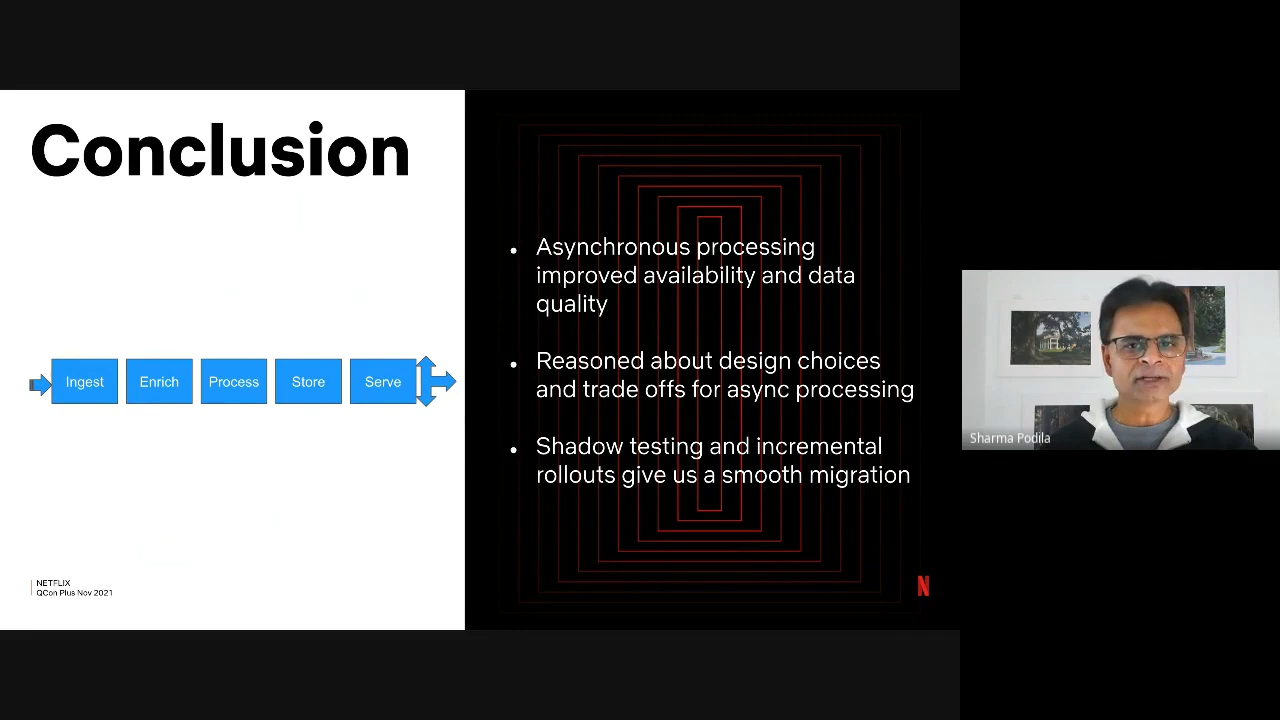 Conclusion
Asynchronous processing
improved availability and data
quality
Reasoned about design choices
and trade offs for async processing
Shadow testing and incremental
rollouts give us a smooth migration
Ingest
Enrich
Process
Store
Serve
NETFLIX
QCon Plus Nov 2021
N
Sharma Podila